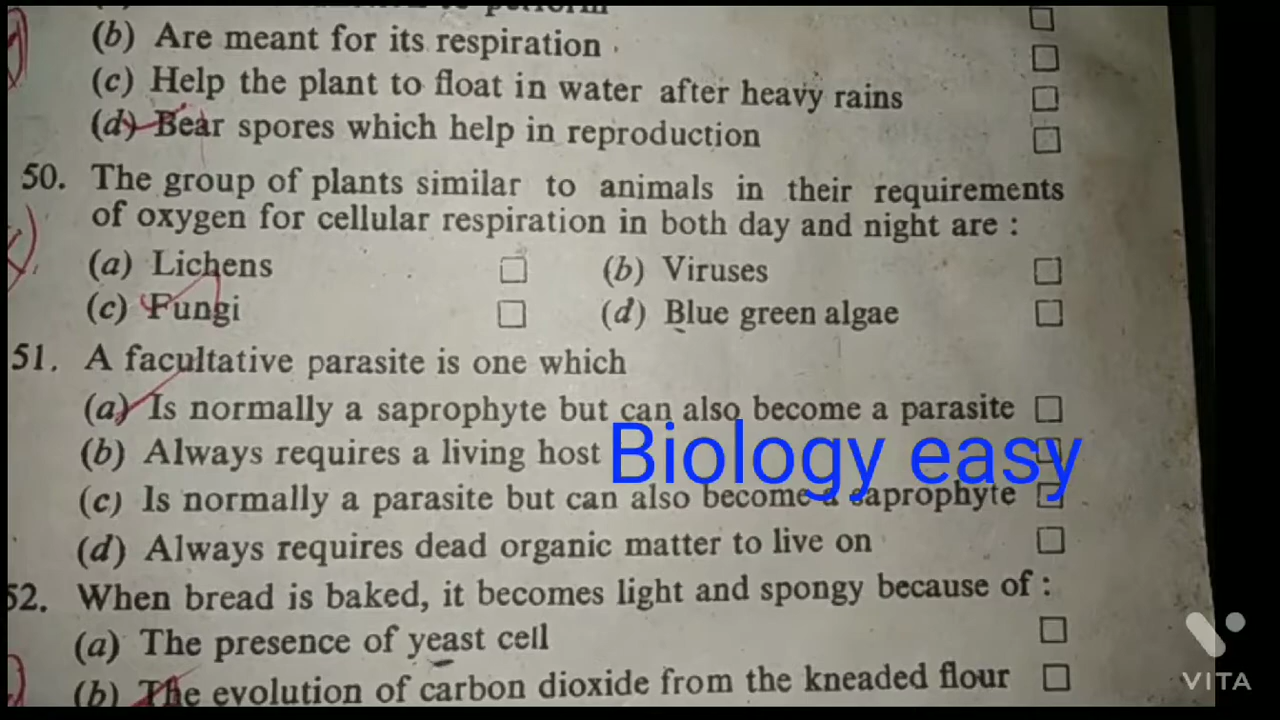 to perform
(b) Are meant for its respiration
(c) Help the plant to float in water after heavy rains
(d) Bear spores which help in reproduction
50. The group of plants similar to animals in their requirements
of oxygen for cellular respiration in both day and night are :
(a) Lichens (b) Viruses
(c) Fungi (d) Blue green algae
51. A facultative parasite is one which
(a) Is normally a saprophyte but can also become a parasite
(b) Always requires a living host
Biology easy
(c) Is normally a parasite but can also become a saprophyte
(d) Always requires dead organic matter to live on
52. When bread is baked, it becomes light and spongy because of :
(a) The presence of yeast cell
(b) The evolution of carbon dioxide from the kneaded flour
VITA